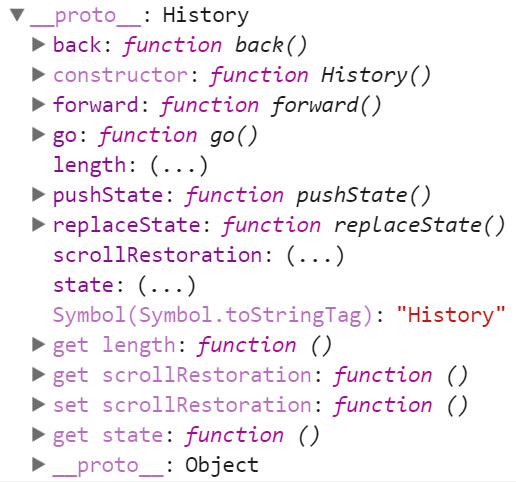 __proto__: History
back: function back()
constructor: function History()
forward: function forward()
go: function go()
length: (...)
pushState: function pushState()
replaceState: function replaceState()
scrollRestoration: (...)
state: (...)
Symbol(Symbol.toStringTag): "History"
get length: function ()
get scrollRestoration: function ()
set scrollRestoration: function ()
get state: function ()
__proto__: Object